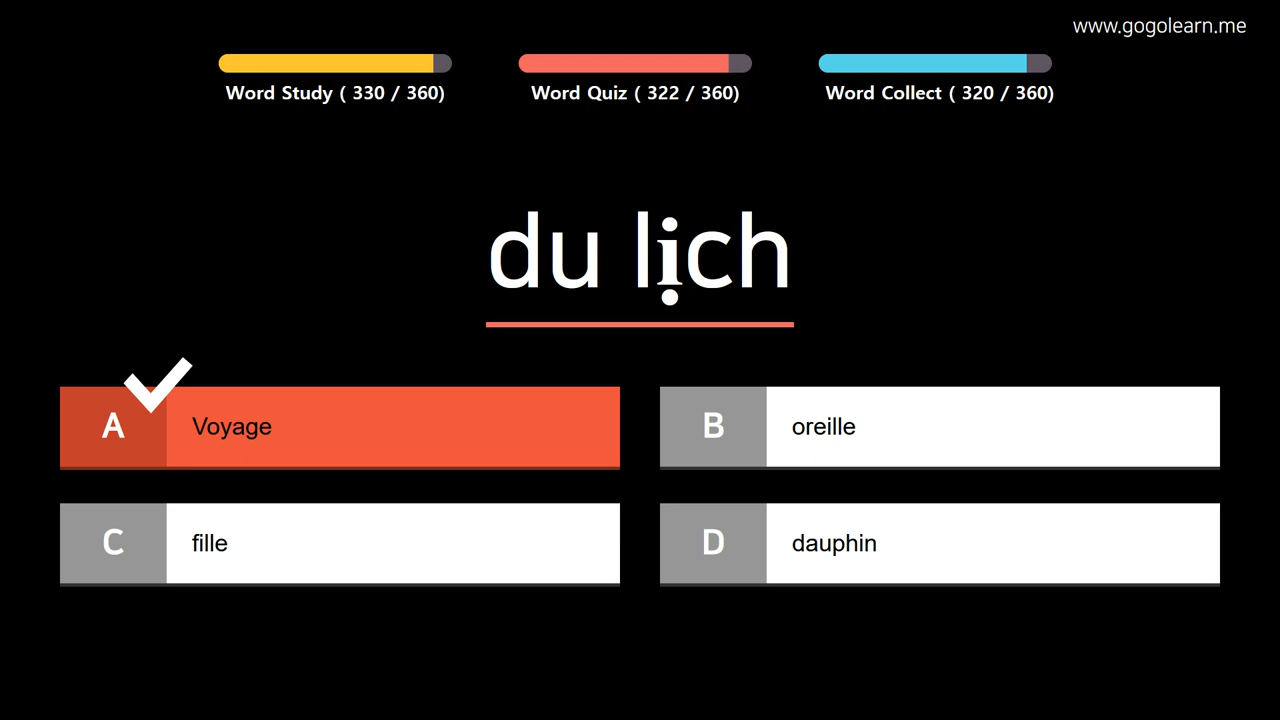 www.gogolearn.me
Word Study ( 330 / 360)
Word Quiz ( 322 / 360)
Word Collect ( 320 / 360)
du lịch
A Voyage
B oreille
C fille
D dauphin